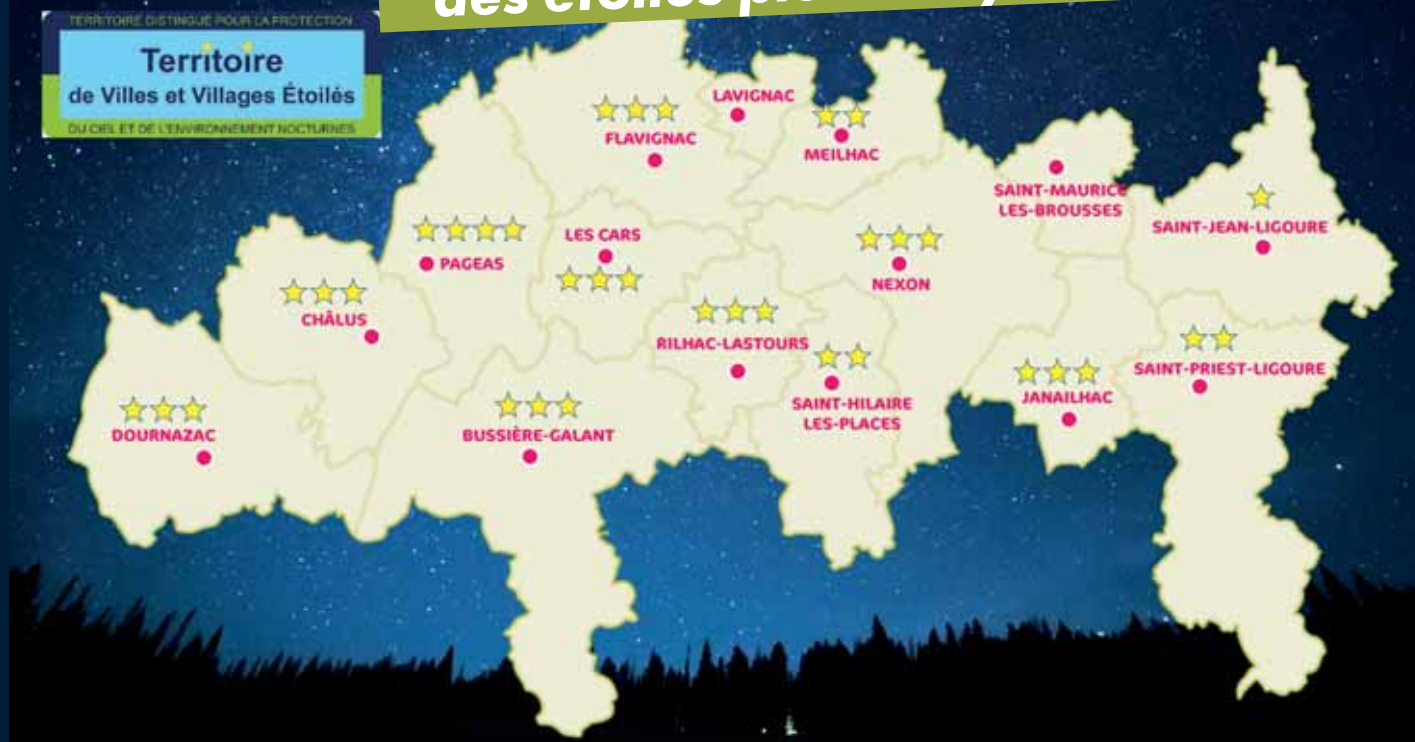 des étoiles
TERRITOIRE DISTINGUÉ POUR LA PROTECTION
Territoire
de Villes et Villages Étoilés
DU CIEL ET DE L'ENVIRONNEMENT NOCTURNES
LAVIGNAC
FLAVIGNAC
MEILHAC
SAINT-MAURICE
LES-BROUSSES
SAINT-JEAN-LIGOURE
LES CARS
PAGEAS
NEXON
CHÂLUS
RILHAC-LASTOURS
SAINT-PRIEST-LIGOURE
SAINT-HILAIRE
LES-PLACES
JANAILHAC
DOURNAZAC
BUSSIÈRE-GALANT